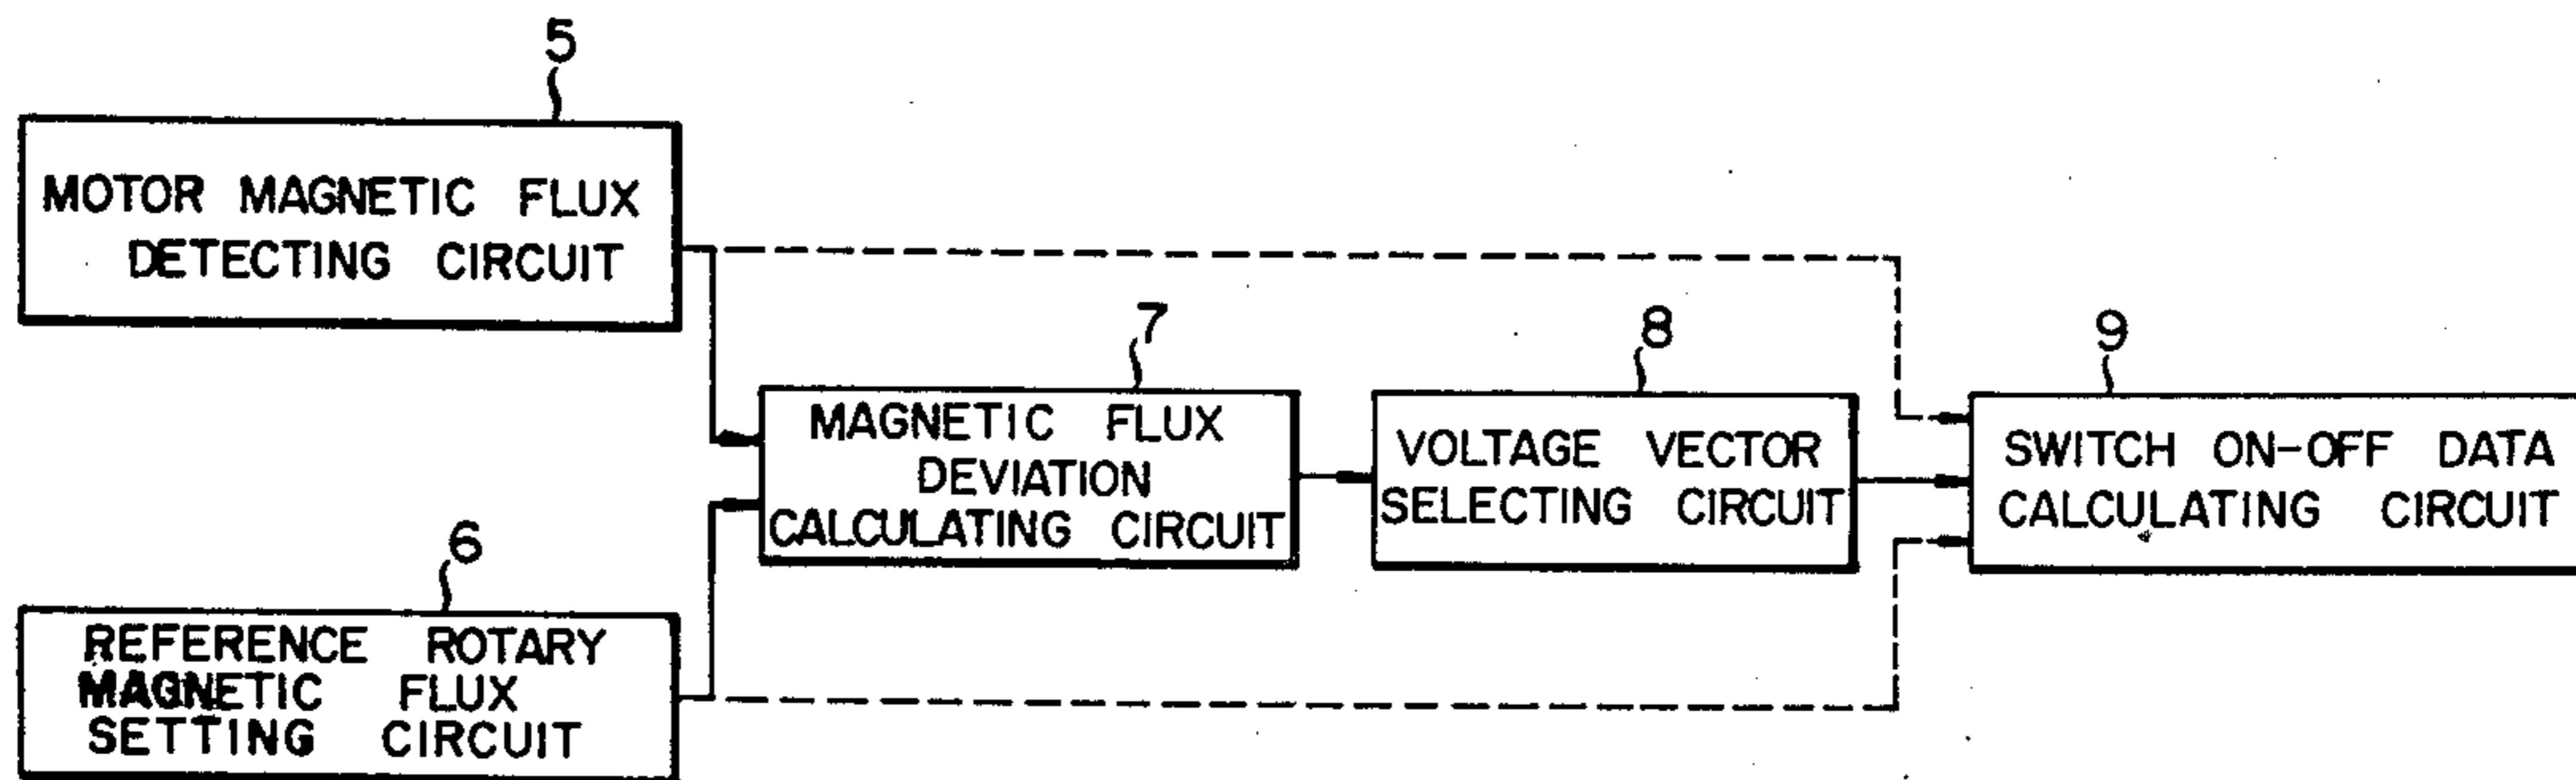 5
MOTOR MAGNETIC FLUX
DETECTING CIRCUIT
7
MAGNETIC FLUX
DEVIATION
CALCULATING CIRCUIT
8
VOLTAGE VECTOR
SELECTING CIRCUIT
9
SWITCH ON-OFF DATA
CALCULATING CIRCUIT
6
REFERENCE ROTARY
MAGNETIC FLUX
SETTING CIRCUIT